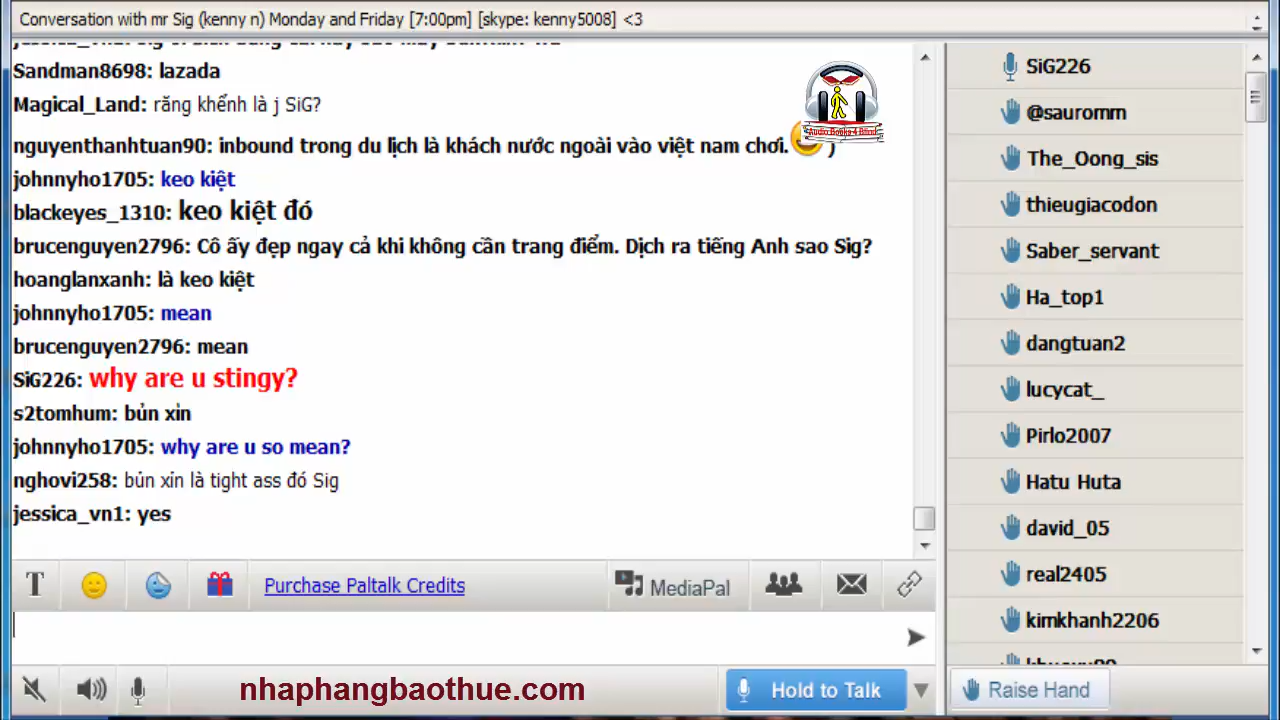 Conversation with mr Sig (kenny n) Monday and Friday [7:00pm] [skype: kenny5008] <3
Sandman8698: lazada
Magical_Land: răng khểnh là j SiG?
nguyenthanhtuan90: inbound trong du lịch là khách nước ngoài vào việt nam chơi. )
johnnyho1705: keo kiệt
blackeyes_1310: keo kiệt đó
brucenguyen2796: Cô ấy đẹp ngay cả khi không cần trang điểm. Dịch ra tiếng Anh sao Sig?
hoanglanxanh: là keo kiệt
johnnyho1705: mean
brucenguyen2796: mean
SiG226: why are u stingy?
s2tomhum: bủn xỉn
johnnyho1705: why are u so mean?
nghovi258: bủn xỉn là tight ass đó Sig
jessica_vn1: yes
Audio Books 4 Blind
T
Purchase Paltalk Credits
MediaPal
nhaphangbaothue.com
Hold to Talk
SiG226
@sauromm
The_Oong_sis
thieugiacodon
Saber_servant
Ha_top1
dangtuan2
lucycat_
Pirlo2007
Hatu Huta
david_05
real2405
kimkhanh2206
Raise Hand